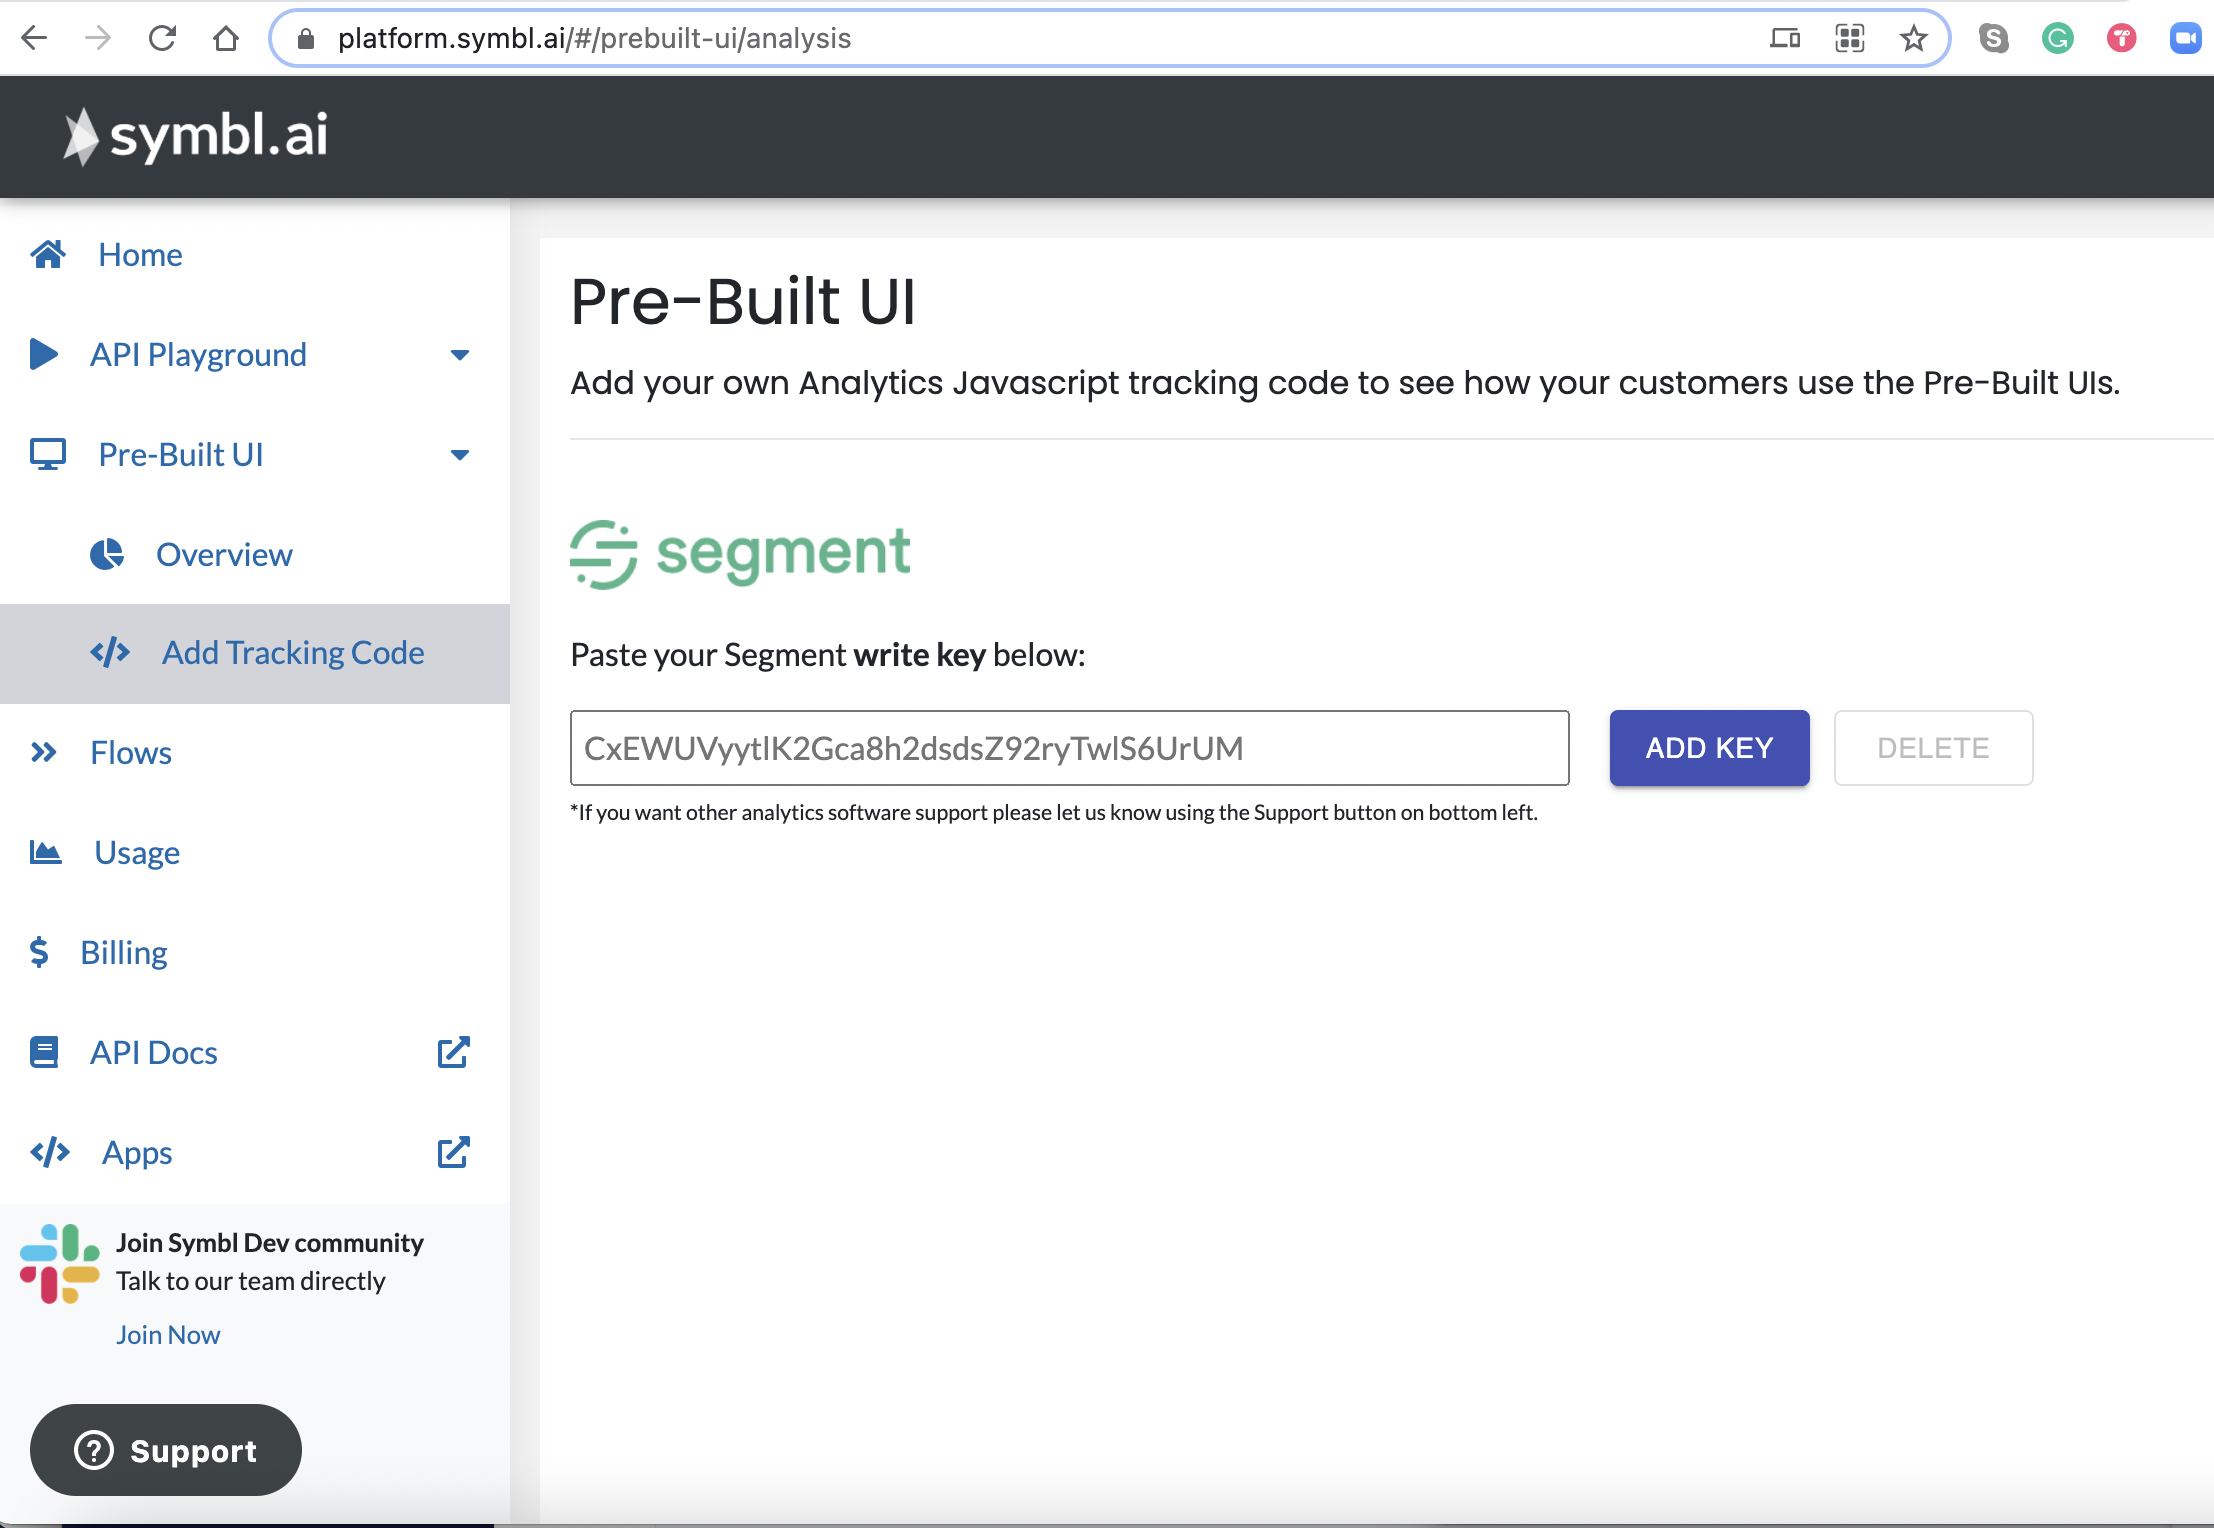 platform.symbl.ai/#/prebuilt-ui/analysis
symbl.ai
Home
API Playground
Pre-Built UI
Overview
Add Tracking Code
Flows
Usage
Billing
API Docs
Apps
Join Symbl Dev community
Talk to our team directly
Join Now
Support
Pre-Built UI
Add your own Analytics Javascript tracking code to see how your customers use the Pre-Built UIs.
segment
Paste your Segment write key below:
CxEWUVyytlK2Gca8h2dsdsZ92ryTwlS6UrUM
ADD KEY
DELETE
*If you want other analytics software support please let us know using the Support button on bottom left.